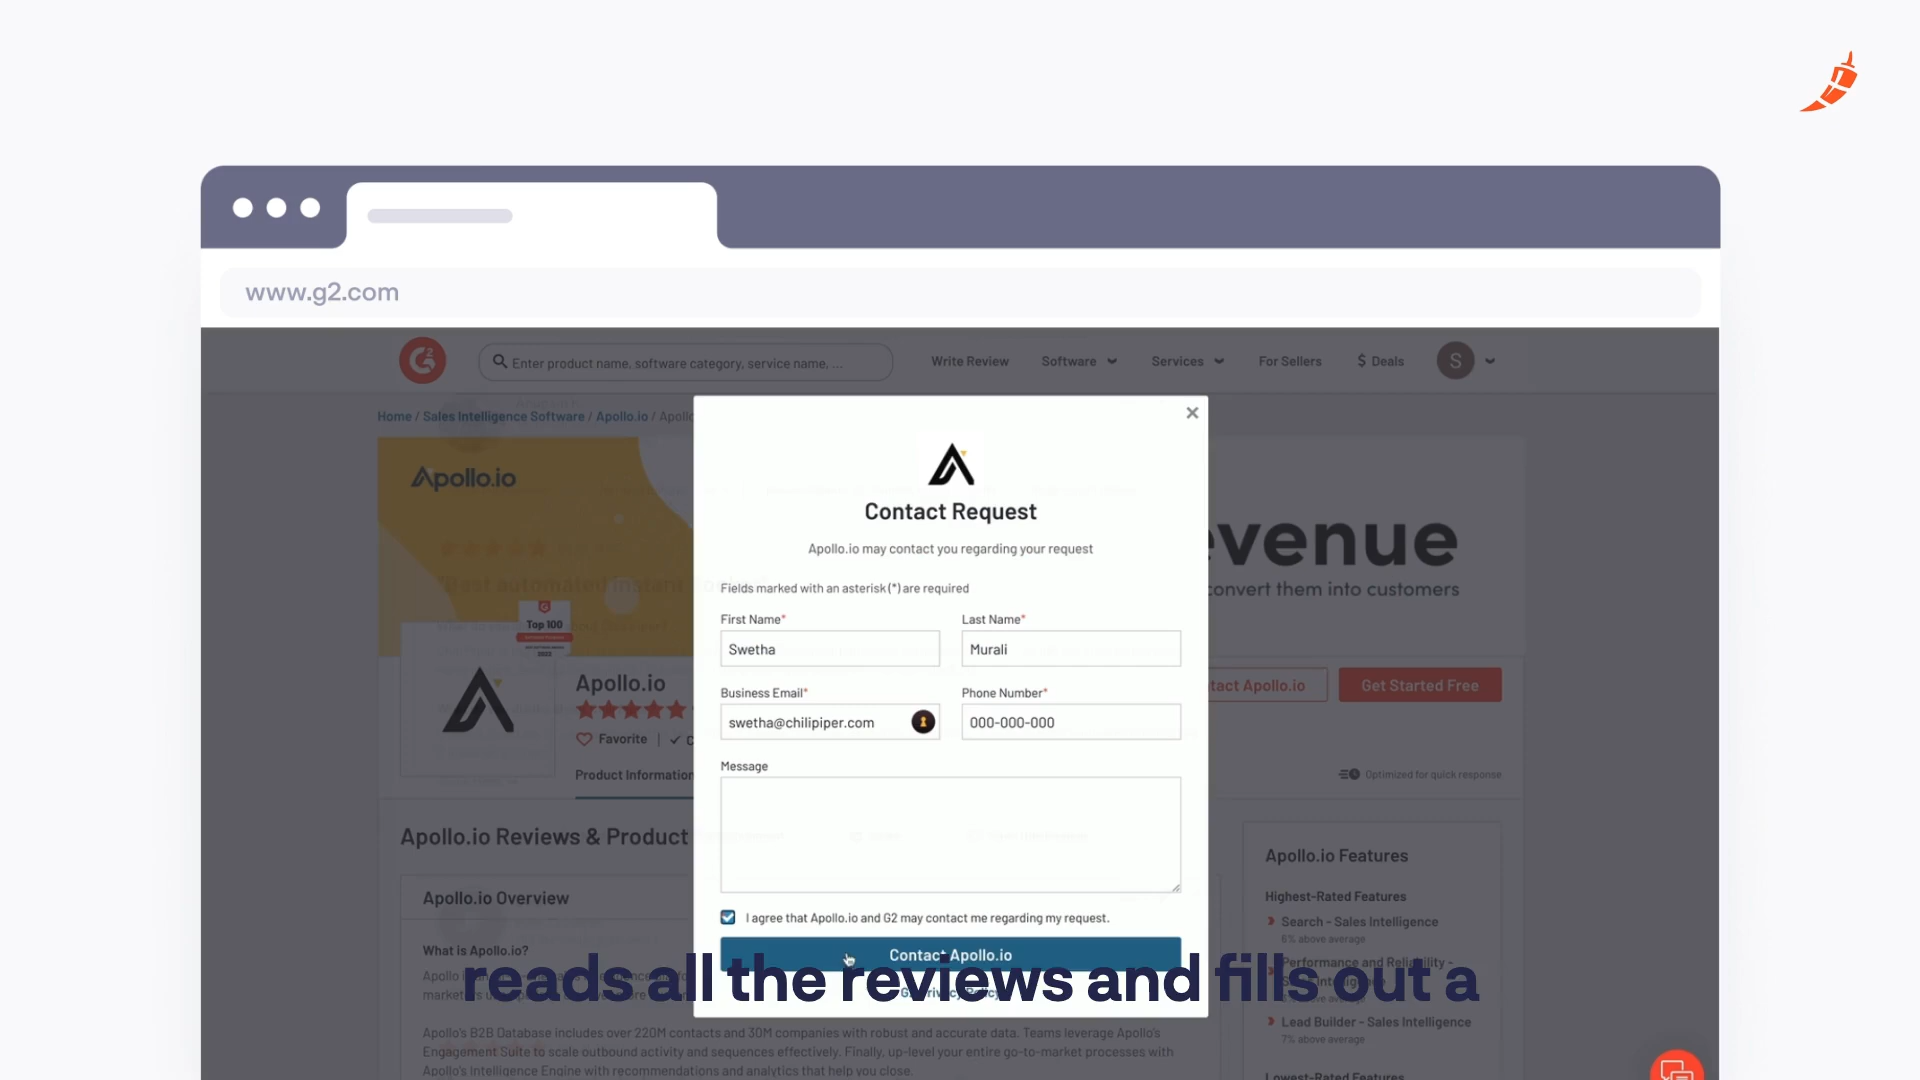 www.g2.com
Enter product name, software category, service name, ...
Write Review
Software
Services
For Sellers
$ Deals
S
Home / Sales Intelligence Software / Apollo.io /
Apollo.io
Contact Request
Apollo.io may contact you regarding your request
evenue
convert them into customers
Fields marked with an asterisk (*) are required
First Name*
Last Name*
Swetha
Murali
Top 100
Business Email*
Phone Number*
swetha@chilipiper.com
000-000-000
Apollo.io
Apollo.io
Get Started Free
Favorite
Message
Product Information
Optimized for quick response
Apollo.io Reviews & Product
Apollo.io Overview
What is Apollo.io?
I agree that Apollo.io and G2 may contact me regarding my request.
Contact Apollo.io
reads all the reviews and fills out a
Apollo's B2B Database includes over 220M contacts and 30M companies with robust and accurate data. Teams leverage Apollo's
Engagement Suite to scale outbound activity and sequences effectively. Finally, up-level your entire go-to-market processes with
Apollo's Intelligence Engine with recommendations and analytics that help you close.
Apollo.io Features
Highest-Rated Features
Search - Sales Intelligence
6% above average
Performance and Reliability -
Lead Builder - Sales Intelligence
7% above average
Lowest-Rated Features